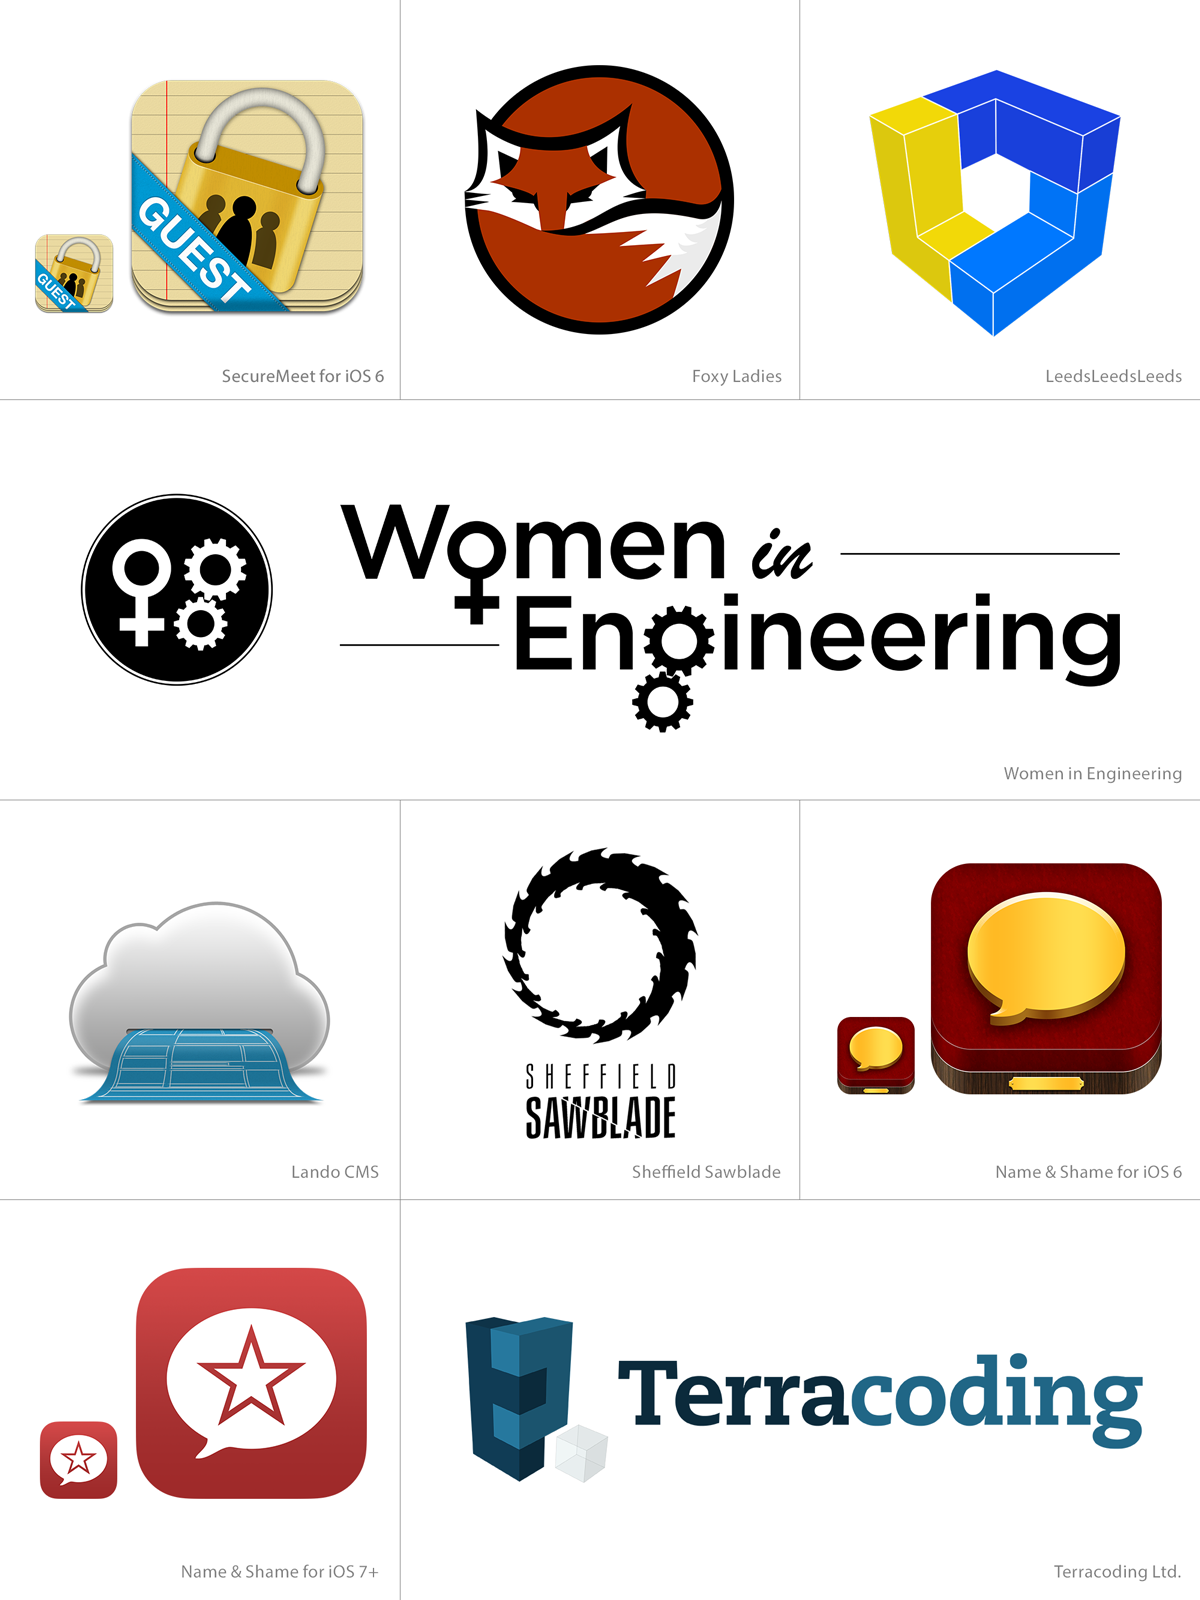 GUEST
GUEST
SecureMeet for iOS 6
Foxy Ladies
LeedsLeedsLeeds
Women in
Engineering
Women in Engineering
Lando CMS
SHEFFIELD
SAWBLADE
Sheffield Sawblade
Name & Shame for iOS 6
Name & Shame for iOS 7+
Terracoding
Terracoding Ltd.